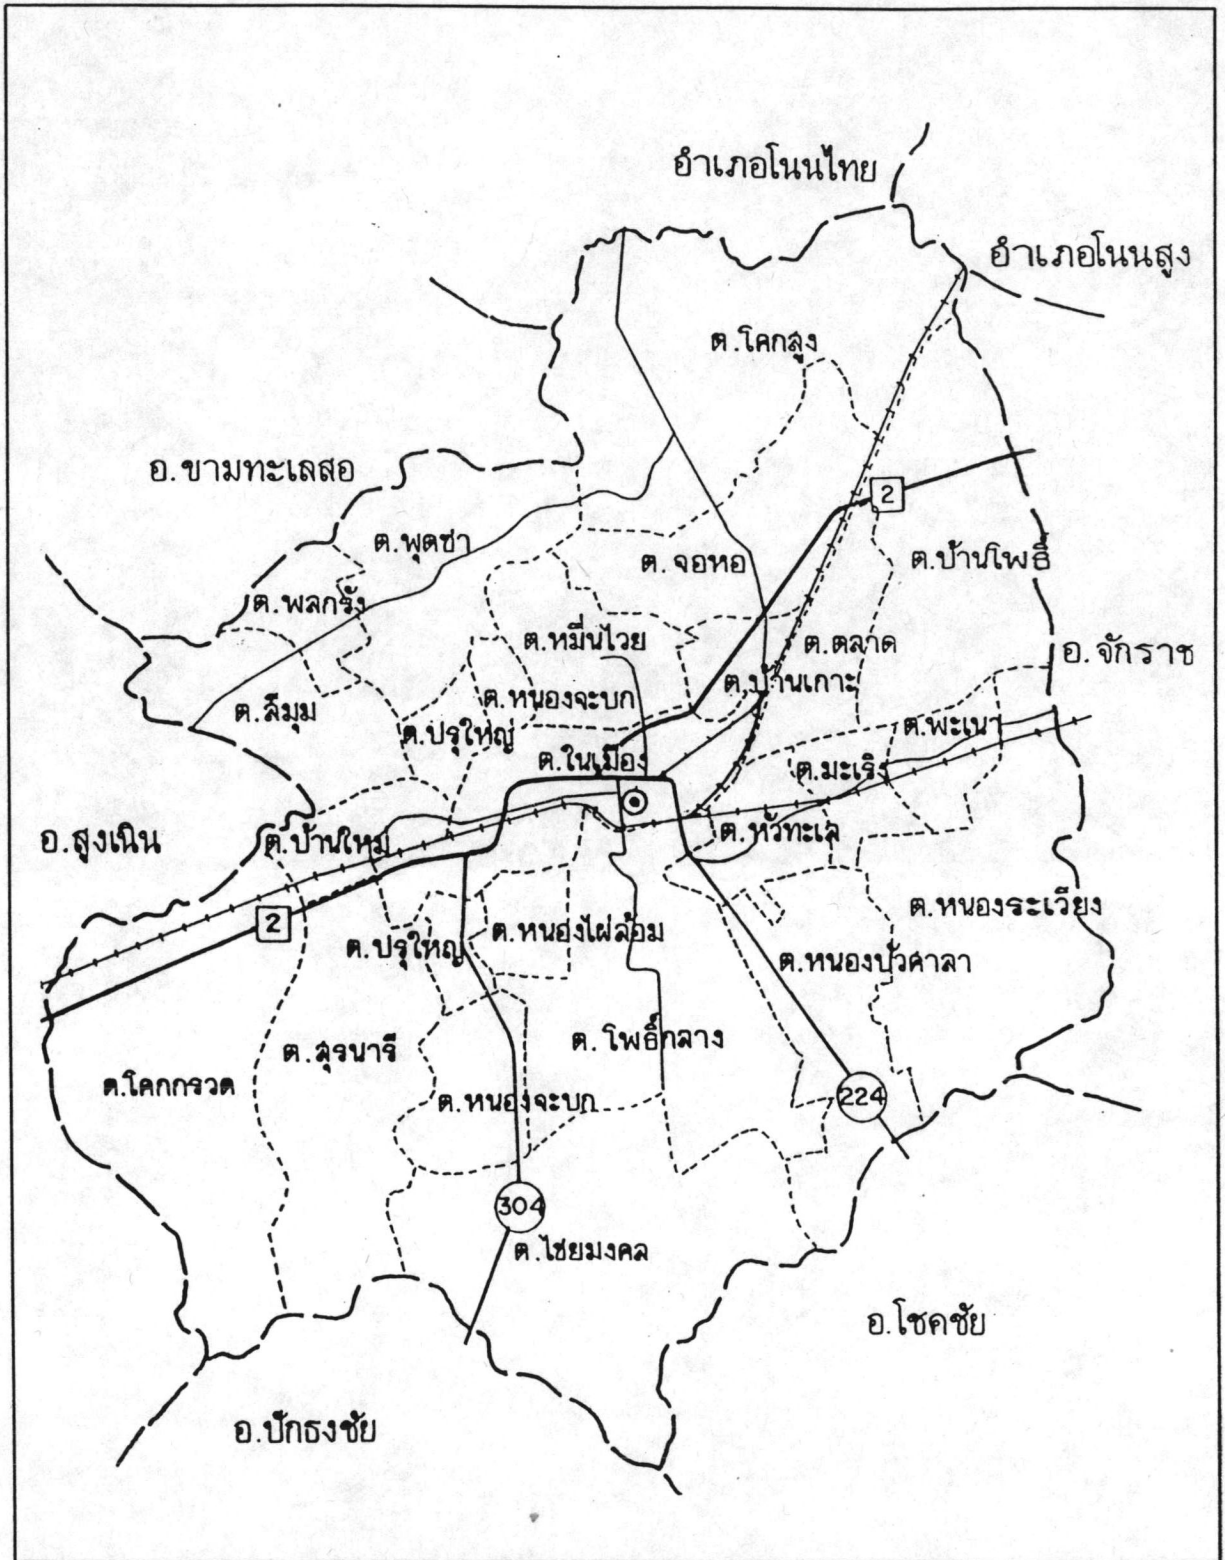 อำเภอโนนไทย
อำเภอโนนสูง
ต.โคกสูง
อ.ขามทะเลสอ
2
ต.พุดซา
ต.จอหอ
ต.บ้านโพธิ์
ต.พลกรัง
ต.หมื่นไวย
ต.ตลาด
อ.จักราช
ต.บ้านเกาะ
ต.หนองจะบก
ต.สีมุม
ต.ปรุใหญ่
ต.พะเนา
ต.ในเมือง
ต.มะเริง
ต.หัวทะเล
อ.สูงเนิน
ต.บ้านใหม่
ต.หนองระเวียง
2
ต.หนองไผ่ล้อม
ต.ปรุใหญ่
ต.หนองบัวศาลา
ต.โพธิ์กลาง
ต.สุรนารี
ต.โคกกรวด
ต.หนองจะบก
224
304
ต.ไชยมงคล
อ.โชคชัย
อ.ปักธงชัย